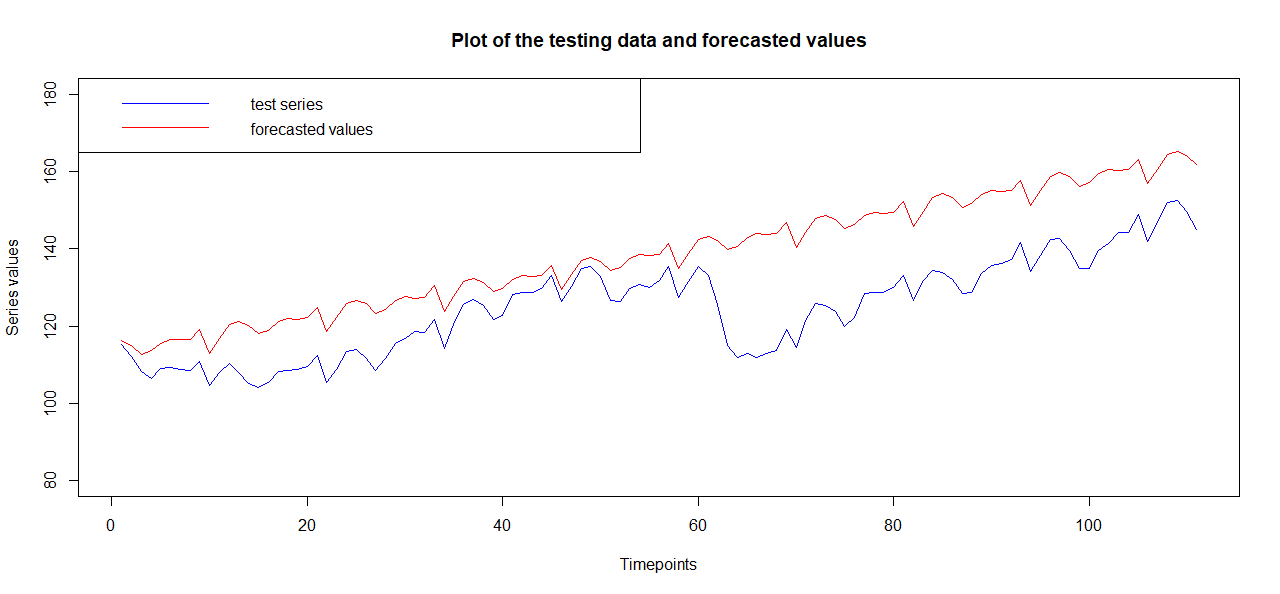 Plot of the testing data and forecasted values
test series
forecasted values
Series values
180
160
140
120
100
80
0 20 40 60 80 100
Timepoints